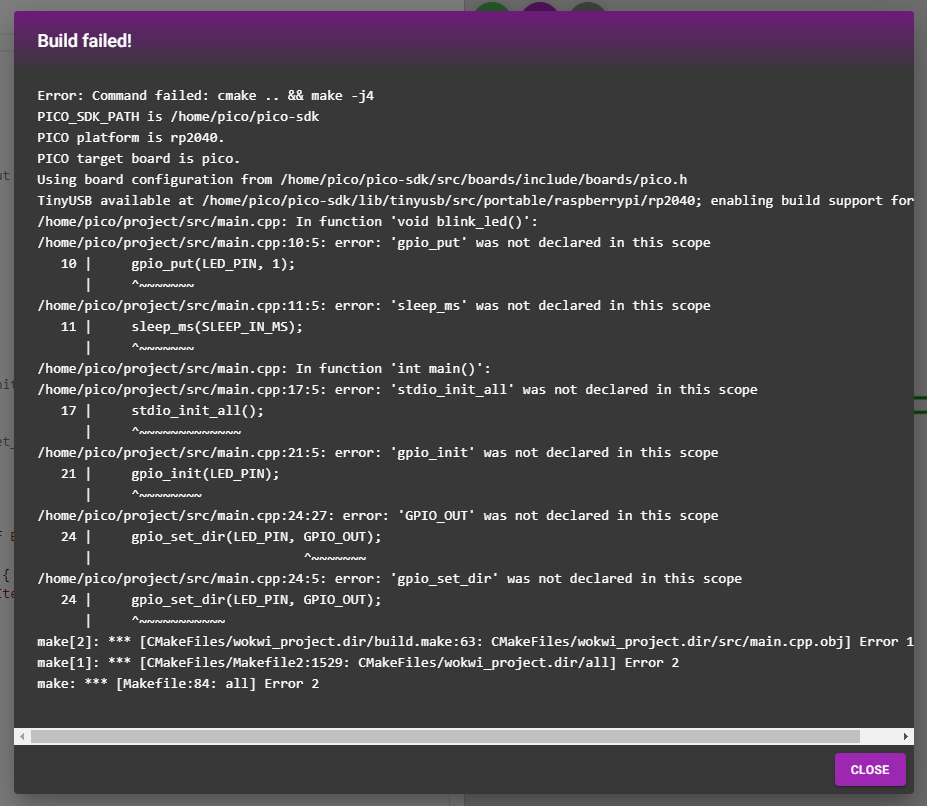 Build failed!
Error: Command failed: cmake .. && make -j4
PICO_SDK_PATH is /home/pico/pico-sdk
PICO platform is rp2040.
PICO target board is pico.
Using board configuration from /home/pico/pico-sdk/src/boards/include/boards/pico.h
TinyUSB available at /home/pico/pico-sdk/lib/tinyusb/src/portable/raspberrypi/rp2040; enabling build support for
/home/pico/project/src/main.cpp: In function 'void blink_led()':
/home/pico/project/src/main.cpp:10:5: error: 'gpio_put' was not declared in this scope
   10 |     gpio_put(LED_PIN, 1);
      |     ^~~~~~~~
/home/pico/project/src/main.cpp:11:5: error: 'sleep_ms' was not declared in this scope
   11 |     sleep_ms(SLEEP_IN_MS);
      |     ^~~~~~~~
/home/pico/project/src/main.cpp: In function 'int main()':
/home/pico/project/src/main.cpp:17:5: error: 'stdio_init_all' was not declared in this scope
   17 |     stdio_init_all();
      |     ^~~~~~~~~~~~~~
/home/pico/project/src/main.cpp:21:5: error: 'gpio_init' was not declared in this scope
   21 |     gpio_init(LED_PIN);
      |     ^~~~~~~~~
/home/pico/project/src/main.cpp:24:27: error: 'GPIO_OUT' was not declared in this scope
   24 |     gpio_set_dir(LED_PIN, GPIO_OUT);
      |                           ^~~~~~~~
/home/pico/project/src/main.cpp:24:5: error: 'gpio_set_dir' was not declared in this scope
   24 |     gpio_set_dir(LED_PIN, GPIO_OUT);
      |     ^~~~~~~~~~~~
make[2]: *** [CMakeFiles/wokwi_project.dir/build.make:63: CMakeFiles/wokwi_project.dir/src/main.cpp.obj] Error 1
make[1]: *** [CMakeFiles/Makefile2:1529: CMakeFiles/wokwi_project.dir/all] Error 2
make: *** [Makefile:84: all] Error 2
CLOSE